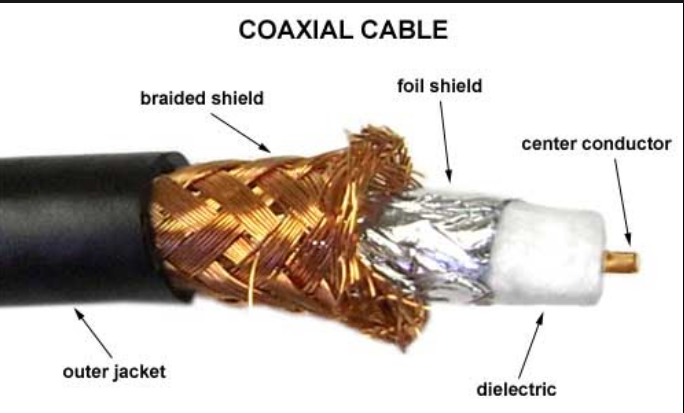 COAXIAL CABLE
foil shield
braided shield
center conductor
outer jacket
dielectric